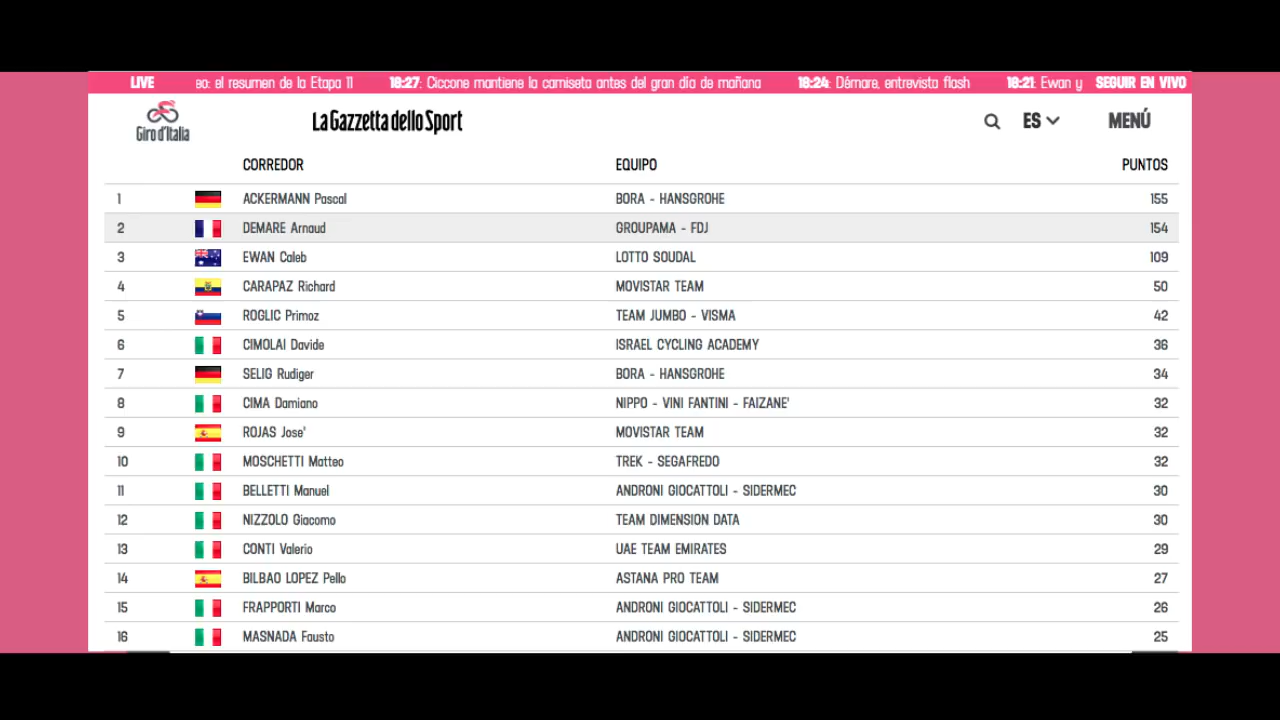 LIVE eo: el resumen de la Etapa 11 18:27: Ciccone mantiene la camiseta antes del gran día de mañana 18:24: Démare, entrevista flash 18:21: Ewan y SEGUIR EN VIVO
Giro d'Italia La Gazzetta dello Sport ES MENÚ
CORREDOR EQUIPO PUNTOS
1 ACKERMANN Pascal BORA - HANSGROHE 155
2 DEMARE Arnaud GROUPAMA - FDJ 154
3 EWAN Caleb LOTTO SOUDAL 109
4 CARAPAZ Richard MOVISTAR TEAM 50
5 ROGLIC Primoz TEAM JUMBO - VISMA 42
6 CIMOLAI Davide ISRAEL CYCLING ACADEMY 36
7 SELIG Rudiger BORA - HANSGROHE 34
8 CIMA Damiano NIPPO - VINI FANTINI - FAIZANE' 32
9 ROJAS Jose' MOVISTAR TEAM 32
10 MOSCHETTI Matteo TREK - SEGAFREDO 32
11 BELLETTI Manuel ANDRONI GIOCATTOLI - SIDERMEC 30
12 NIZZOLO Giacomo TEAM DIMENSION DATA 30
13 CONTI Valerio UAE TEAM EMIRATES 29
14 BILBAO LOPEZ Pello ASTANA PRO TEAM 27
15 FRAPPORTI Marco ANDRONI GIOCATTOLI - SIDERMEC 26
16 MASNADA Fausto ANDRONI GIOCATTOLI - SIDERMEC 25